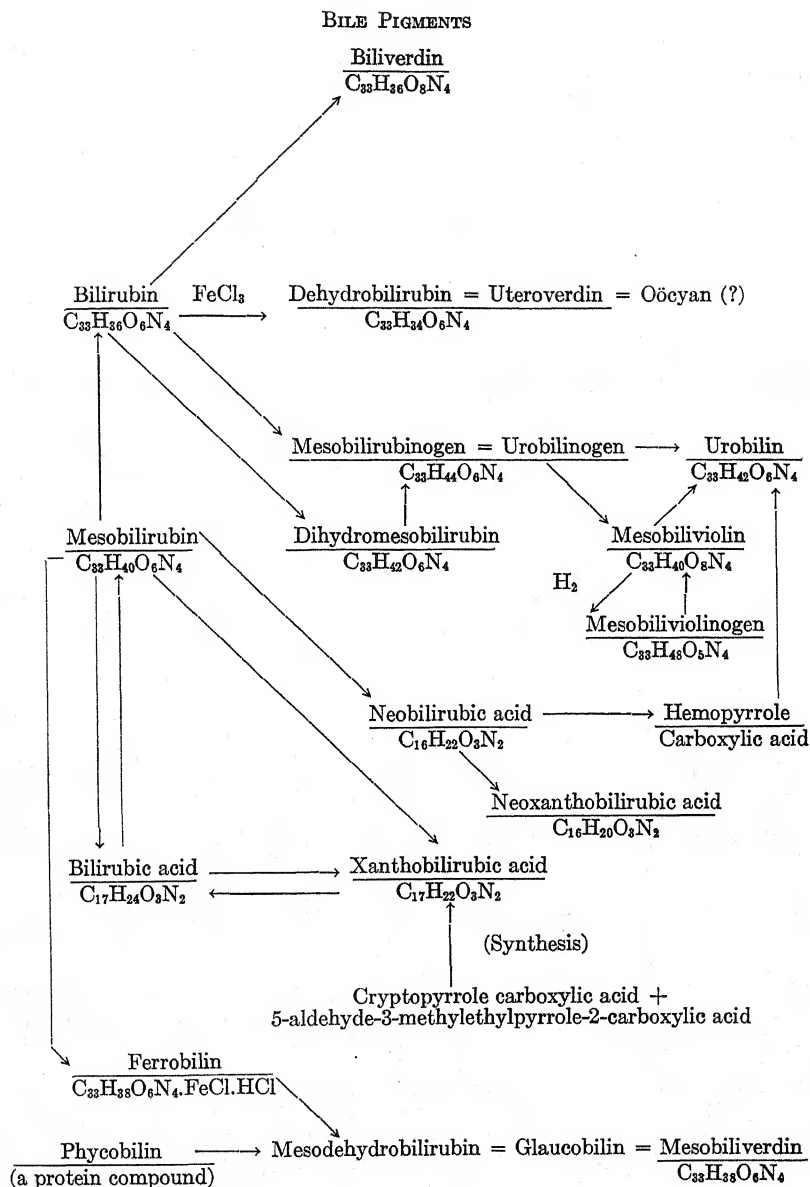 BILE PIGMENTS
Biliverdin
C₃₃H₃₆O₈N₄
Bilirubin FeCl₃ Dehydrobilirubin = Uteroverdin = Oöcyan (?)
C₃₃H₃₆O₆N₄ C₃₃H₃₄O₆N₄
Mesobilirubinogen = Urobilinogen Urobilin
C₃₃H₄₄O₆N₄ C₃₃H₄₂O₆N₄
Mesobilirubin Dihydromesobilirubin Mesobiliviolin
C₃₃H₄₀O₆N₄ C₃₃H₄₂O₆N₄ C₃₃H₄₀O₈N₄
H₂
Mesobiliviolinogen
C₃₃H₄₈O₅N₄
Neobilirubic acid Hemopyrrole
C₁₆H₂₂O₃N₂ Carboxylic acid
Neoxanthobilirubic acid
C₁₆H₂₀O₃N₂
Bilirubic acid Xanthobilirubic acid
C₁₇H₂₄O₃N₂ C₁₇H₂₂O₃N₂
(Synthesis)
Cryptopyrrole carboxylic acid +
5-aldehyde-3-methylethylpyrrole-2-carboxylic acid
Ferrobilin
C₃₃H₃₈O₆N₄.FeCl.HCl
Phycobilin Mesodehydrobilirubin = Glaucobilin = Mesobiliverdin
(a protein compound) C₃₃H₃₈O₆N₄